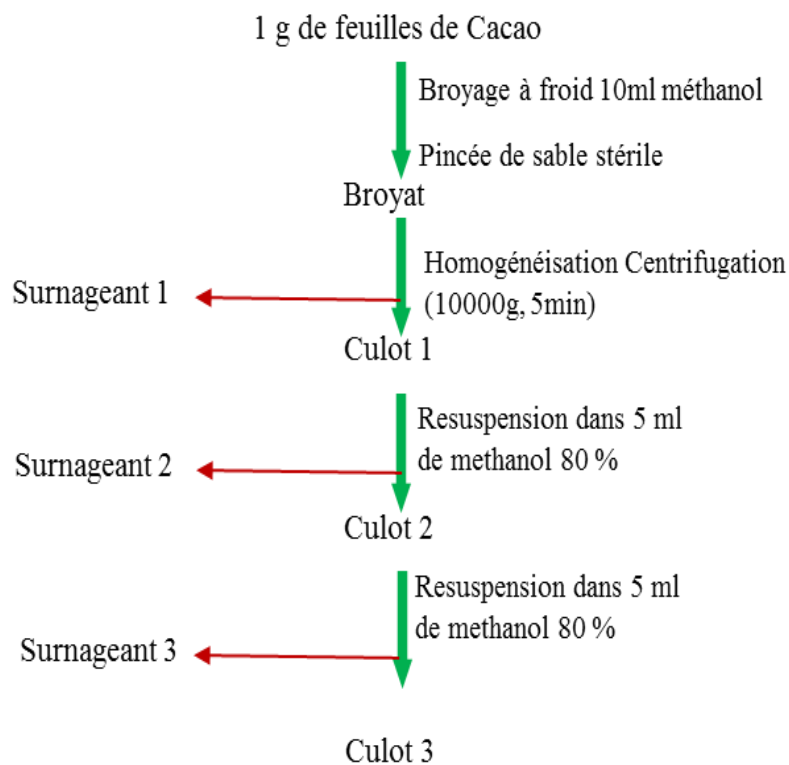 1 g de feuilles de Cacao
Broyage à froid 10ml méthanol
Pincée de sable stérile
Broyat
Homogénéisation Centrifugation
(10000g, 5min)
Surnageant 1
Culot 1
Resuspension dans 5 ml
de methanol 80 %
Surnageant 2
Culot 2
Resuspension dans 5 ml
de methanol 80 %
Surnageant 3
Culot 3